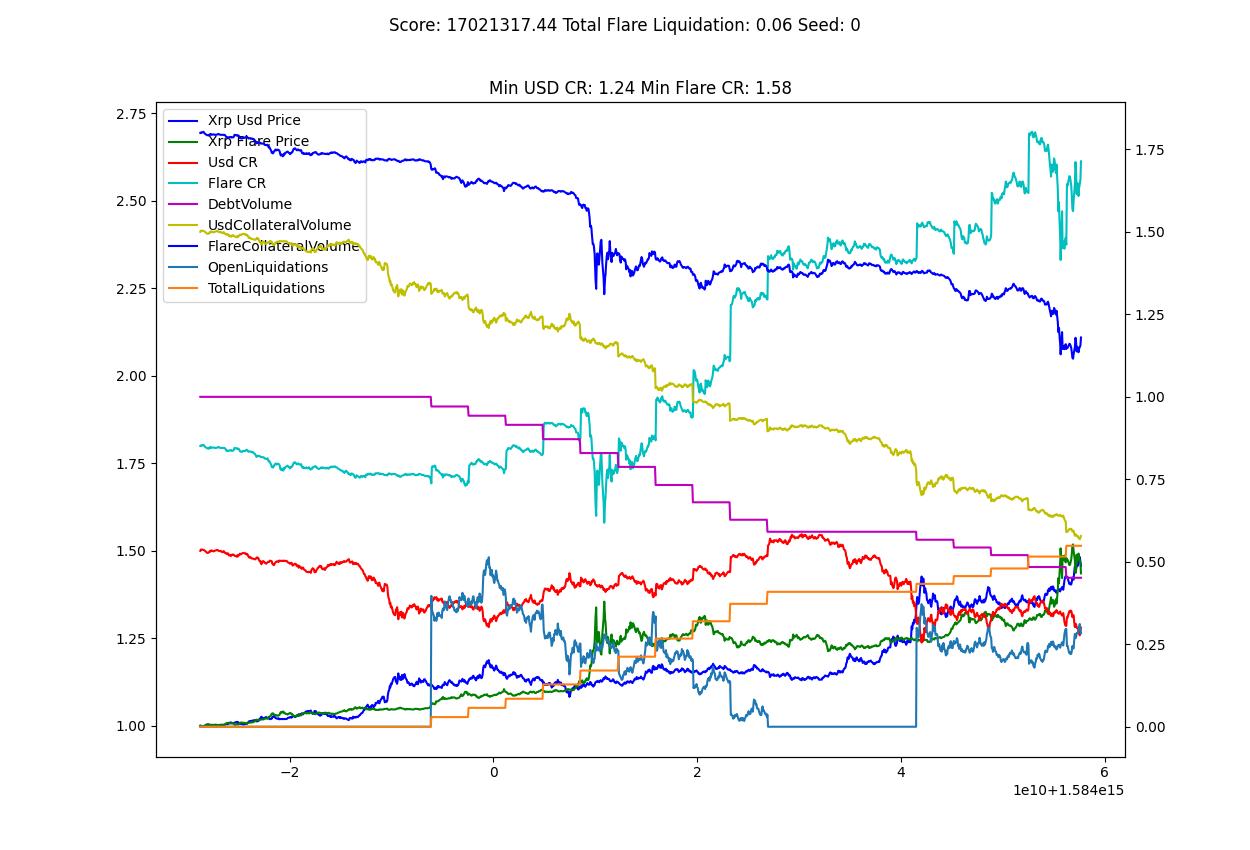 Score: 17021317.44 Total Flare Liquidation: 0.06 Seed: 0
Min USD CR: 1.24 Min Flare CR: 1.58
Xrp Usd Price
Xrp Flare Price
Usd CR
Flare CR
DebtVolume
UsdCollateralVolume
FlareCollateralVolume
OpenLiquidations
TotalLiquidations
2.75
2.50
2.25
2.00
1.75
1.50
1.25
1.00
1.75
1.50
1.25
1.00
0.75
0.50
0.25
0.00
−2
0
2
4
6
1e10+1.584e15